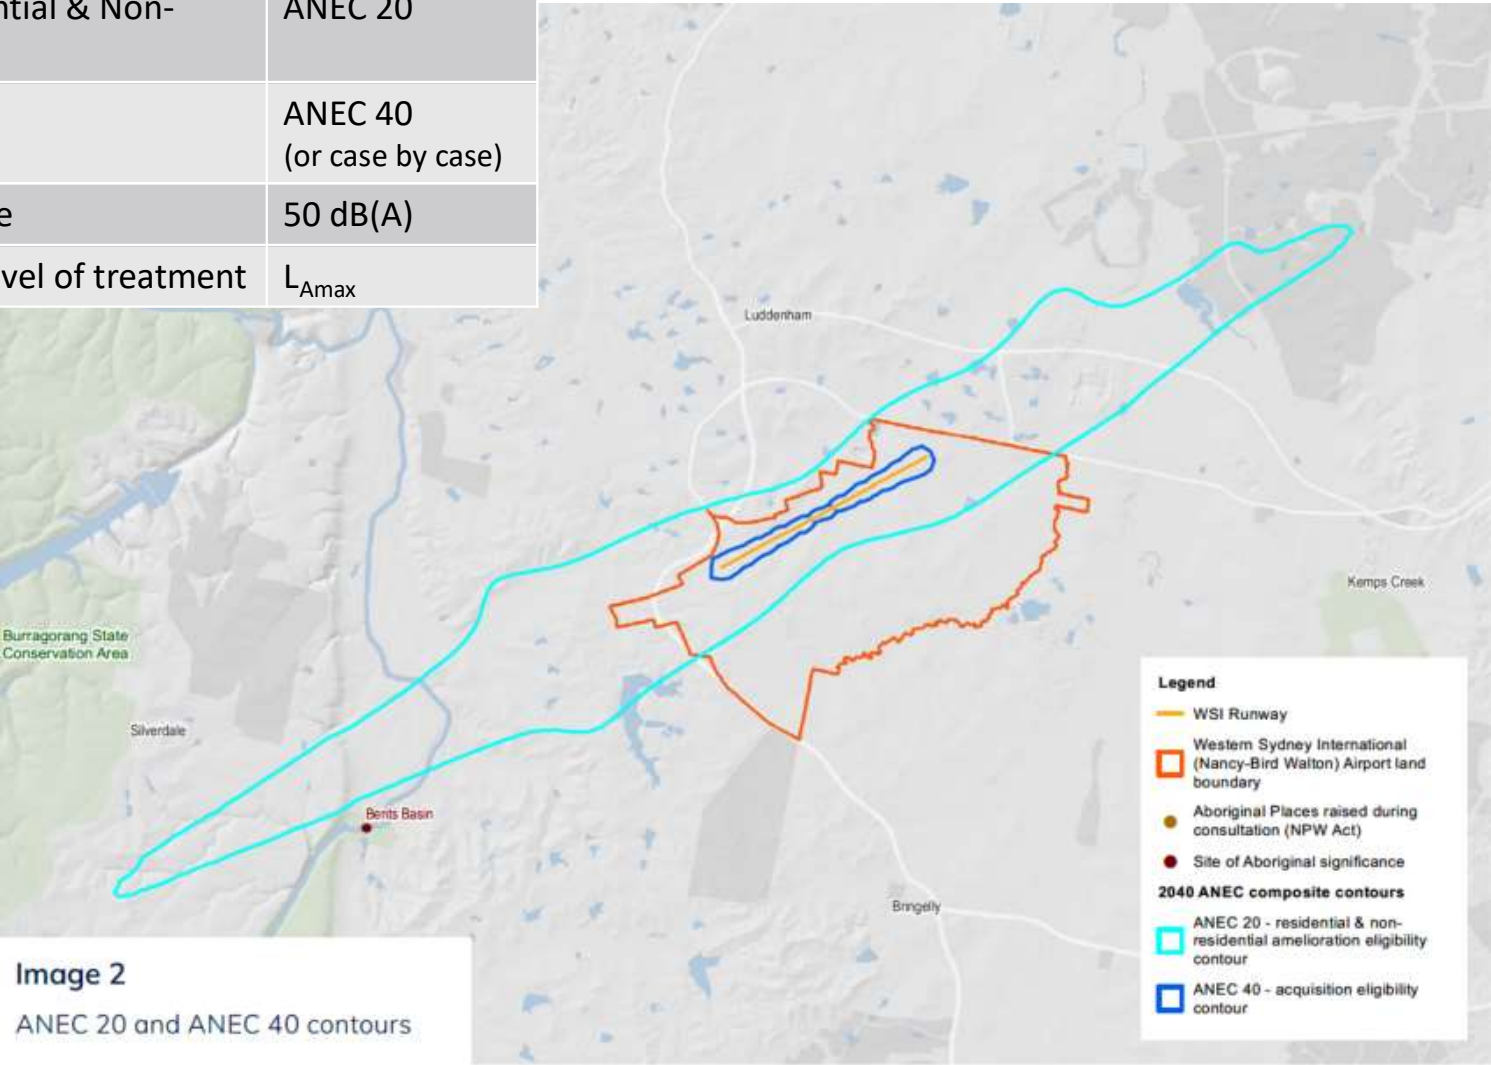 ntial & Non-
ANEC 20
ANEC 40
(or case by case)
e
50 dB(A)
vel of treatment
LAmax
Luddenham
Kemps Creek
Burragorang State
Conservation Area
Silverdale
Bents Basin
Bringelly
Legend
WSI Runway
Western Sydney International
(Nancy-Bird Walton) Airport land
boundary
Aboriginal Places raised during
consultation (NPW Act)
Site of Aboriginal significance
2040 ANEC composite contours
ANEC 20 - residential & non-
residential amelioration eligibility
contour
ANEC 40 - acquisition eligibility
contour
Image 2
ANEC 20 and ANEC 40 contours